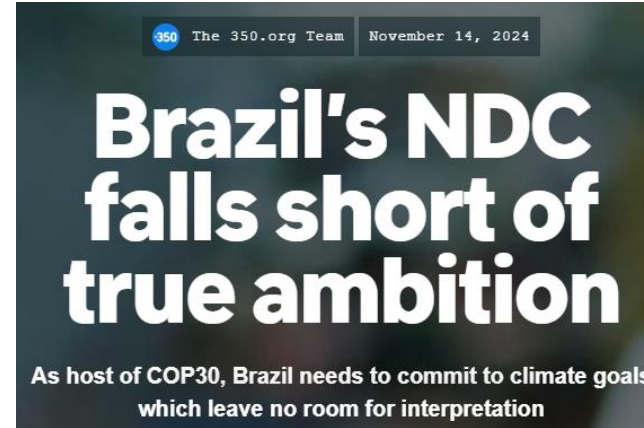 350 The 350.org Team November 14, 2024
Brazil's NDC
falls short of
true ambition
As host of COP30, Brazil needs to commit to climate goals
which leave no room for interpretation